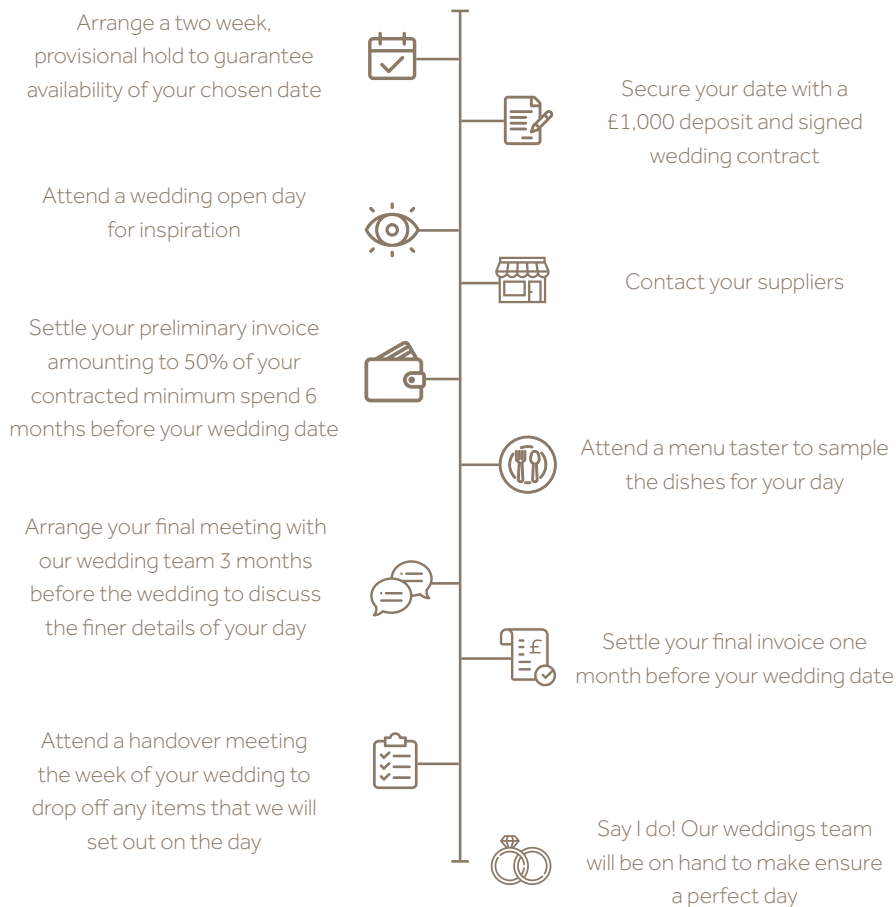 Arrange a two week,
provisional hold to guarantee
availability of your chosen date
Secure your date with a
£1,000 deposit and signed
wedding contract
Attend a wedding open day
for inspiration
Contact your suppliers
Settle your preliminary invoice
amounting to 50% of your
contracted minimum spend 6
months before your wedding date
Attend a menu taster to sample
the dishes for your day
Arrange your final meeting with
our wedding team 3 months
before the wedding to discuss
the finer details of your day
£
Settle your final invoice one
month before your wedding date
Attend a handover meeting
the week of your wedding to
drop off any items that we will
set out on the day
Say I do! Our weddings team
will be on hand to make ensure
a perfect day